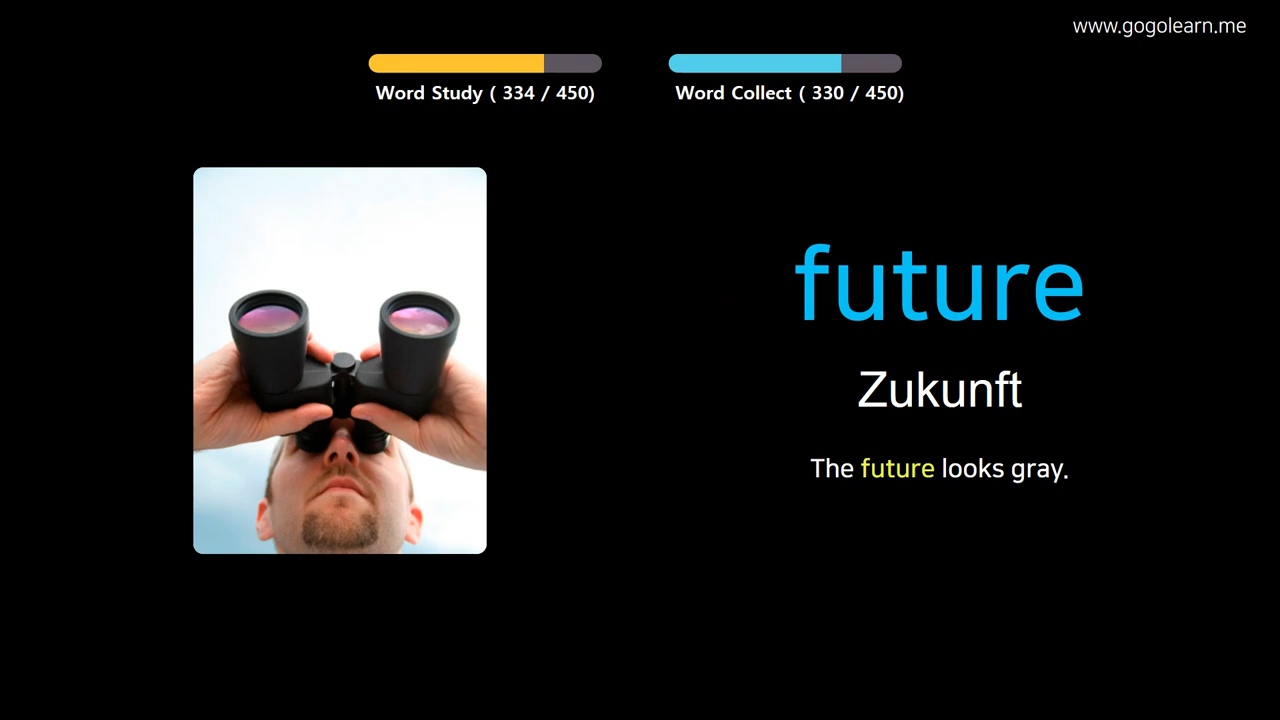 www.gogolearn.me
Word Study ( 334 / 450)
Word Collect ( 330 / 450)
future
Zukunft
The future looks gray.